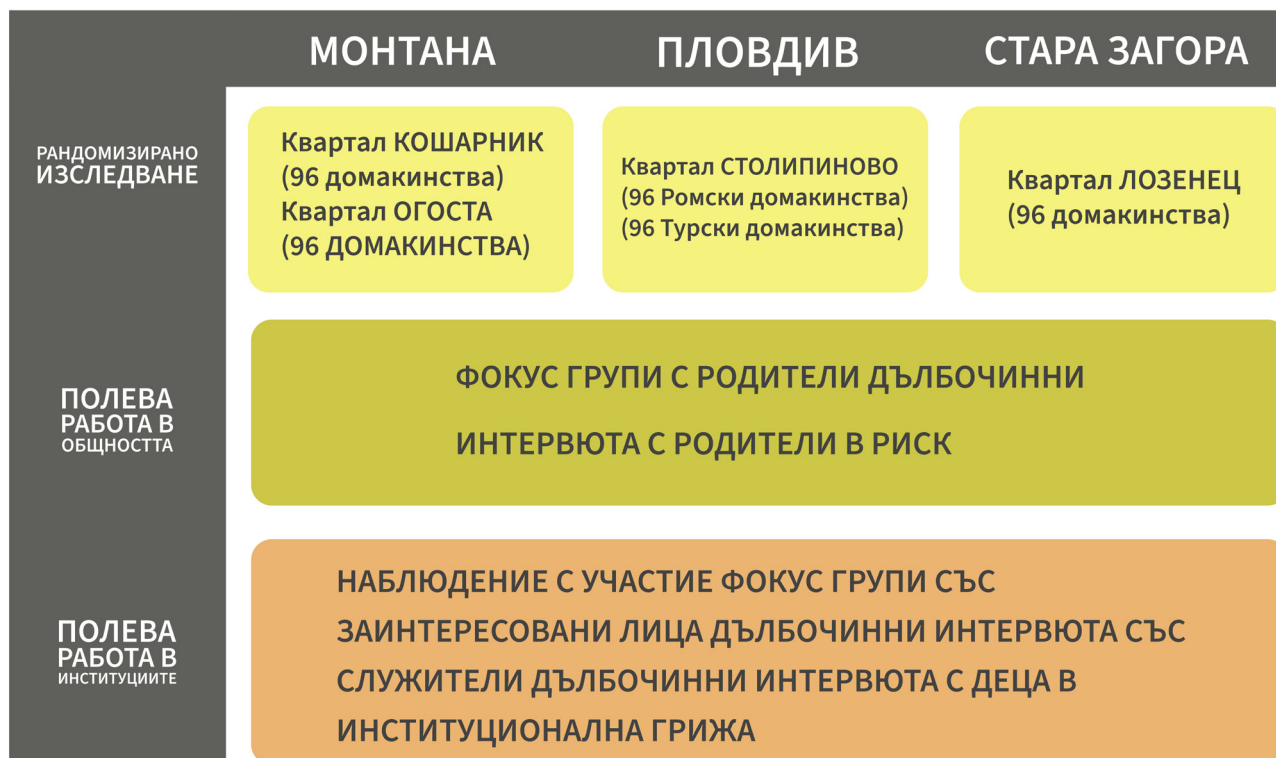 МОНТАНА
ПЛОВДИВ
СТАРА ЗАГОРА
РАНДОМИЗИРАНО
ИЗСЛЕДВАНЕ
Квартал КОШАРНИК
(96 домакинства)
Квартал ОГОСТА
(96 ДОМАКИНСТВА)
Квартал СТОЛИПИНОВО
(96 Ромски домакинства)
(96 Турски домакинства)
Квартал ЛОЗЕНЕЦ
(96 домакинства)
ПОЛЕВА
РАБОТА В
ОБЩНОСТТА
ФОКУС ГРУПИ С РОДИТЕЛИ ДЪЛБОЧИННИ
ИНТЕРВЮТА С РОДИТЕЛИ В РИСК
ПОЛЕВА
РАБОТА В
ИНСТИТУЦИИТЕ
НАБЛЮДЕНИЕ С УЧАСТИЕ ФОКУС ГРУПИ СЪС
ЗАИНТЕРЕСОВАНИ ЛИЦА ДЪЛБОЧИННИ ИНТЕРВЮТА СЪС
СЛУЖИТЕЛИ ДЪЛБОЧИННИ ИНТЕРВЮТА С ДЕЦА В
ИНСТИТУЦИОНАЛНА ГРИЖА